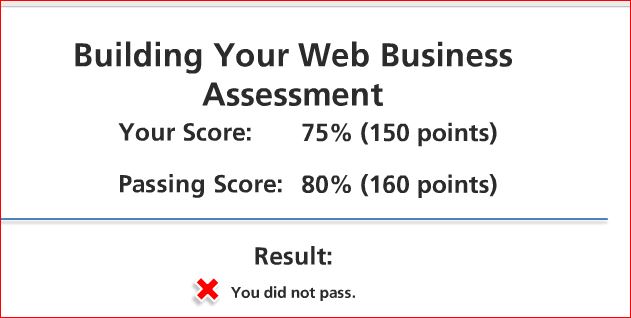 Building Your Web Business
Assessment
Your Score: 75% (150 points)
Passing Score: 80% (160 points)
Result:
You did not pass.